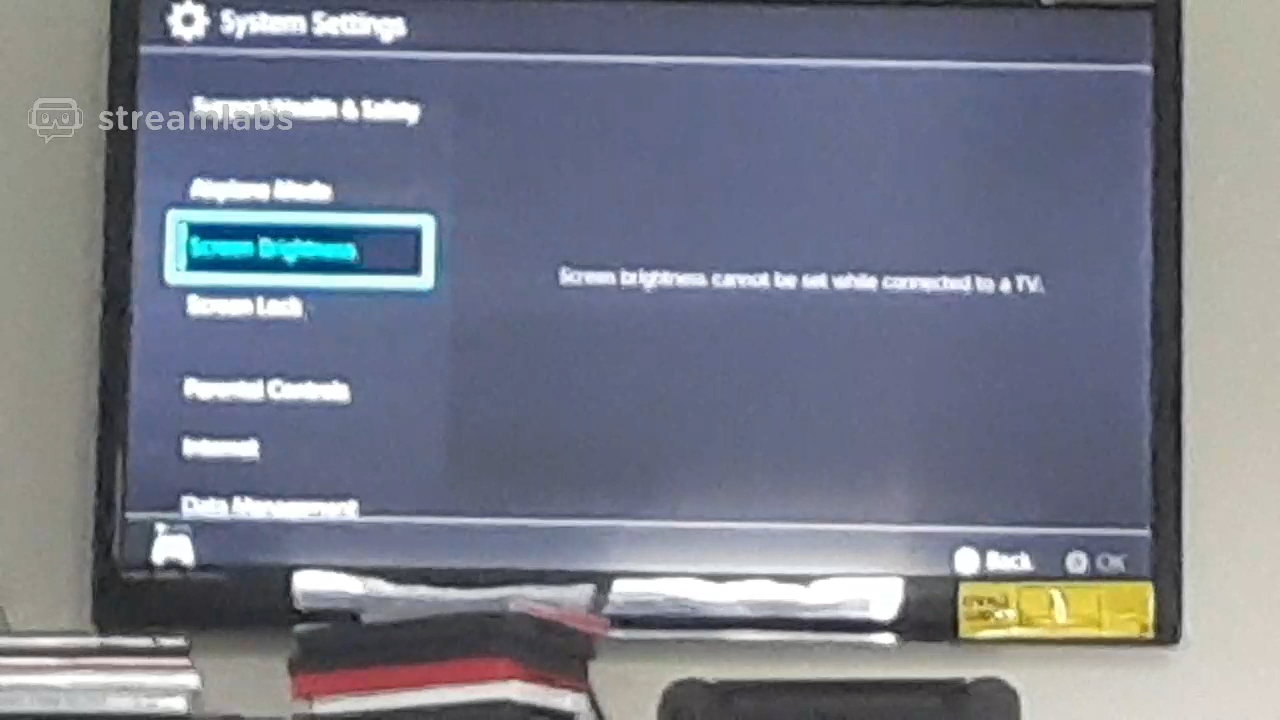 System Settings
Support/Health & Safety
streamlabs
Airplane Mode
Screen Brightness
Screen brightness cannot be set while connected to a TV.
Screen Lock
Parental Controls
Internet
Data Management
Back
OK